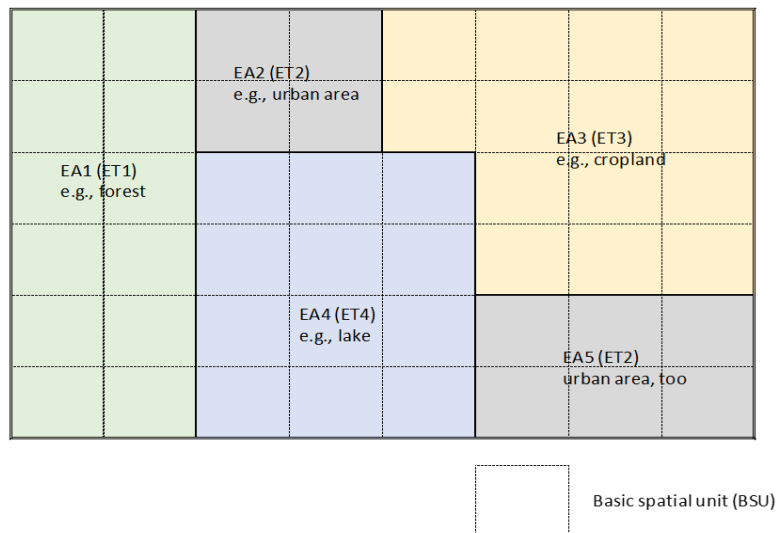 EA2 (ET2)
e.g., urban area
EA3 (ET3)
e.g., cropland
EA1 (ET1)
e.g., forest
EA4 (ET4)
e.g., lake
EA5 (ET2)
urban area, too
Basic spatial unit (BSU)